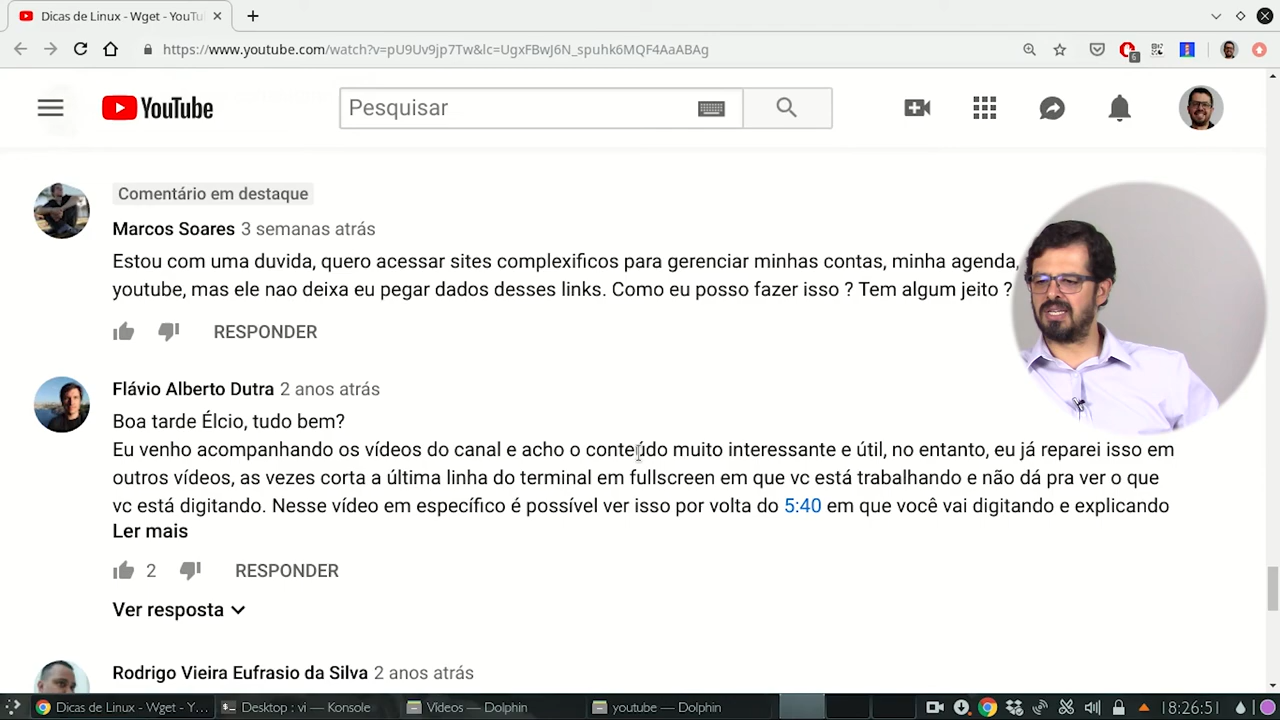 Dicas de Linux - Wget - YouTu
https://www.youtube.com/watch?v=pU9Uv9jp7Tw&lc=UgxFBwJ6N_spuhk6MQF4AaABAg
6
YouTube
Pesquisar
Comentário em destaque
Marcos Soares 3 semanas atrás
Estou com uma duvida, quero acessar sites complexificos para gerenciar minhas contas, minha agenda,
youtube, mas ele nao deixa eu pegar dados desses links. Como eu posso fazer isso ? Tem algum jeito ?
RESPONDER
Flávio Alberto Dutra 2 anos atrás
Boa tarde Élcio, tudo bem?
Eu venho acompanhando os vídeos do canal e acho o conteúdo muito interessante e útil, no entanto, eu já reparei isso em
outros vídeos, as vezes corta a última linha do terminal em fullscreen em que vc está trabalhando e não dá pra ver o que
vc está digitando. Nesse vídeo em específico é possível ver isso por volta do 5:40 em que você vai digitando e explicando
Ler mais
2 RESPONDER
Ver resposta
Rodrigo Vieira Eufrasio da Silva 2 anos atrás
Dicas de Linux - Wget - Y...
Desktop : vi — Konsole
Vídeos — Dolphin
youtube — Dolphin
18:26:51